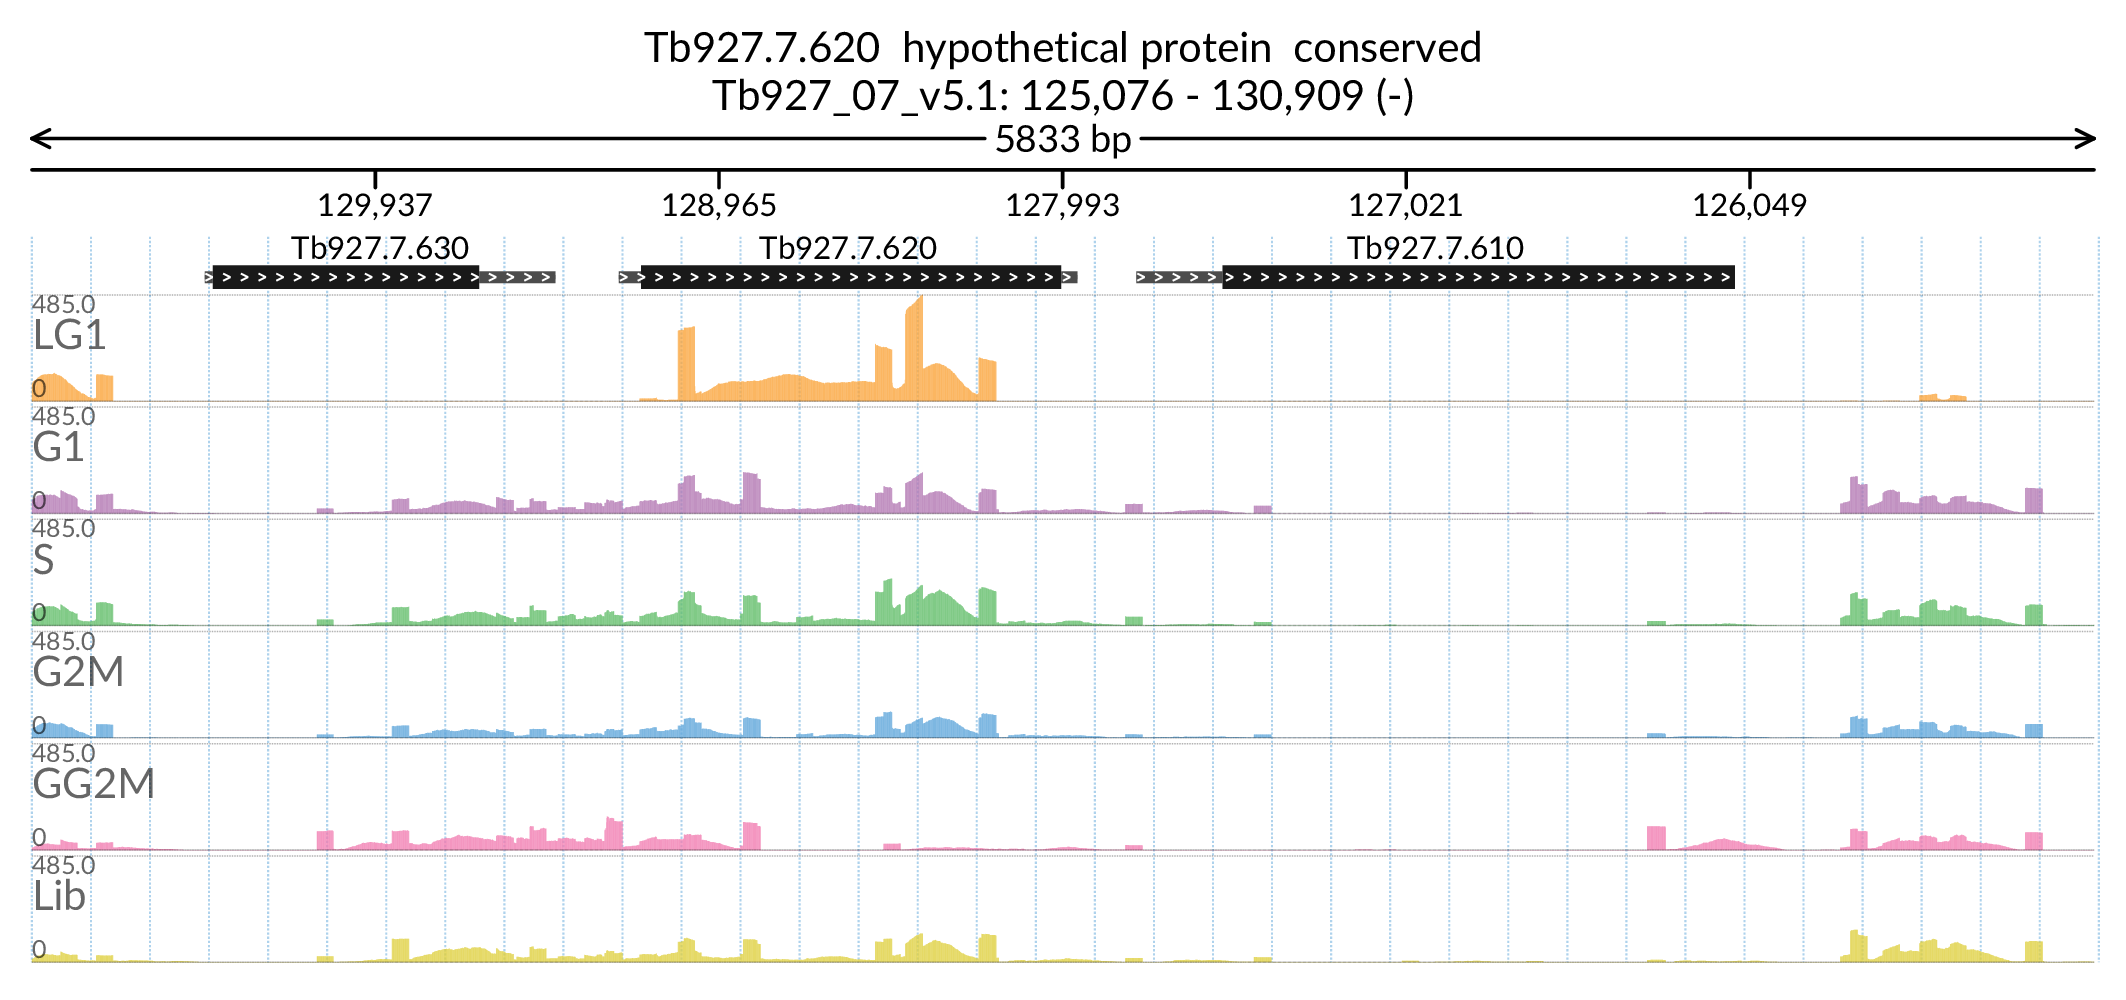 Tb927.7.620  hypothetical protein  conserved
Tb927_07_v5.1: 125,076 - 130,909 (-)
5833 bp
129,937 128,965 127,993 127,021 126,049
Tb927.7.630 Tb927.7.620 Tb927.7.610
485.0
LG1
0
485.0
G1
0
485.0
S
0
485.0
G2M
0
485.0
GG2M
0
485.0
Lib
0